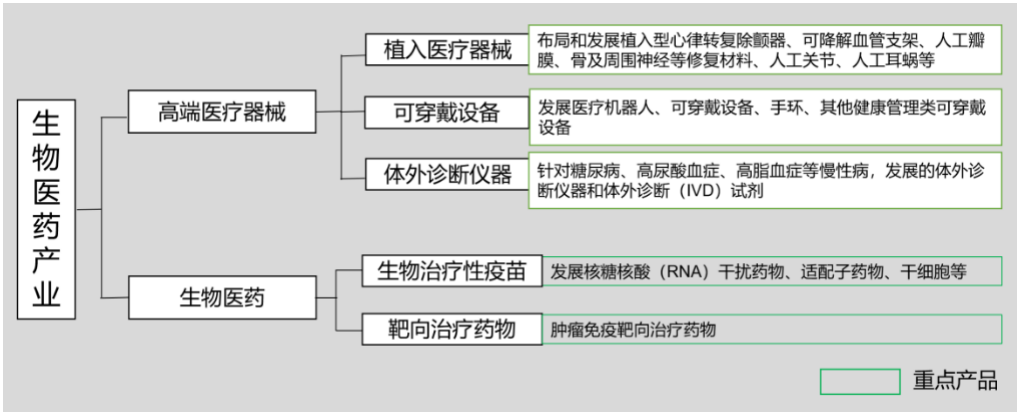 生物医药产业
高端医疗器械
植入医疗器械
布局和发展植入型心律转复除颤器、可降解血管支架、人工瓣
膜、骨及周围神经等修复材料、人工关节、人工耳蜗等
可穿戴设备
发展医疗机器人、可穿戴设备、手环、其他健康管理类可穿戴
设备
体外诊断仪器
针对糖尿病、高尿酸血症、高脂血症等慢性病，发展的体外诊
断仪器和体外诊断（IVD）试剂
生物医药
生物治疗性疫苗
发展核糖核酸（RNA）干扰药物、适配子药物、干细胞等
靶向治疗药物
肿瘤免疫靶向治疗药物
重点产品